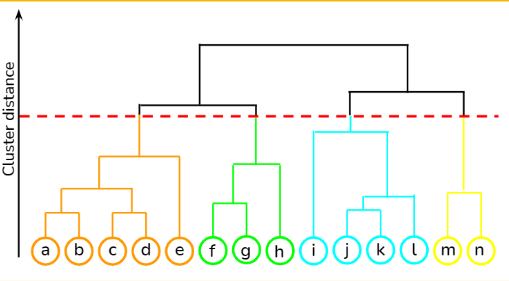 Cluster distance
a b c d e f g h i j k l m n